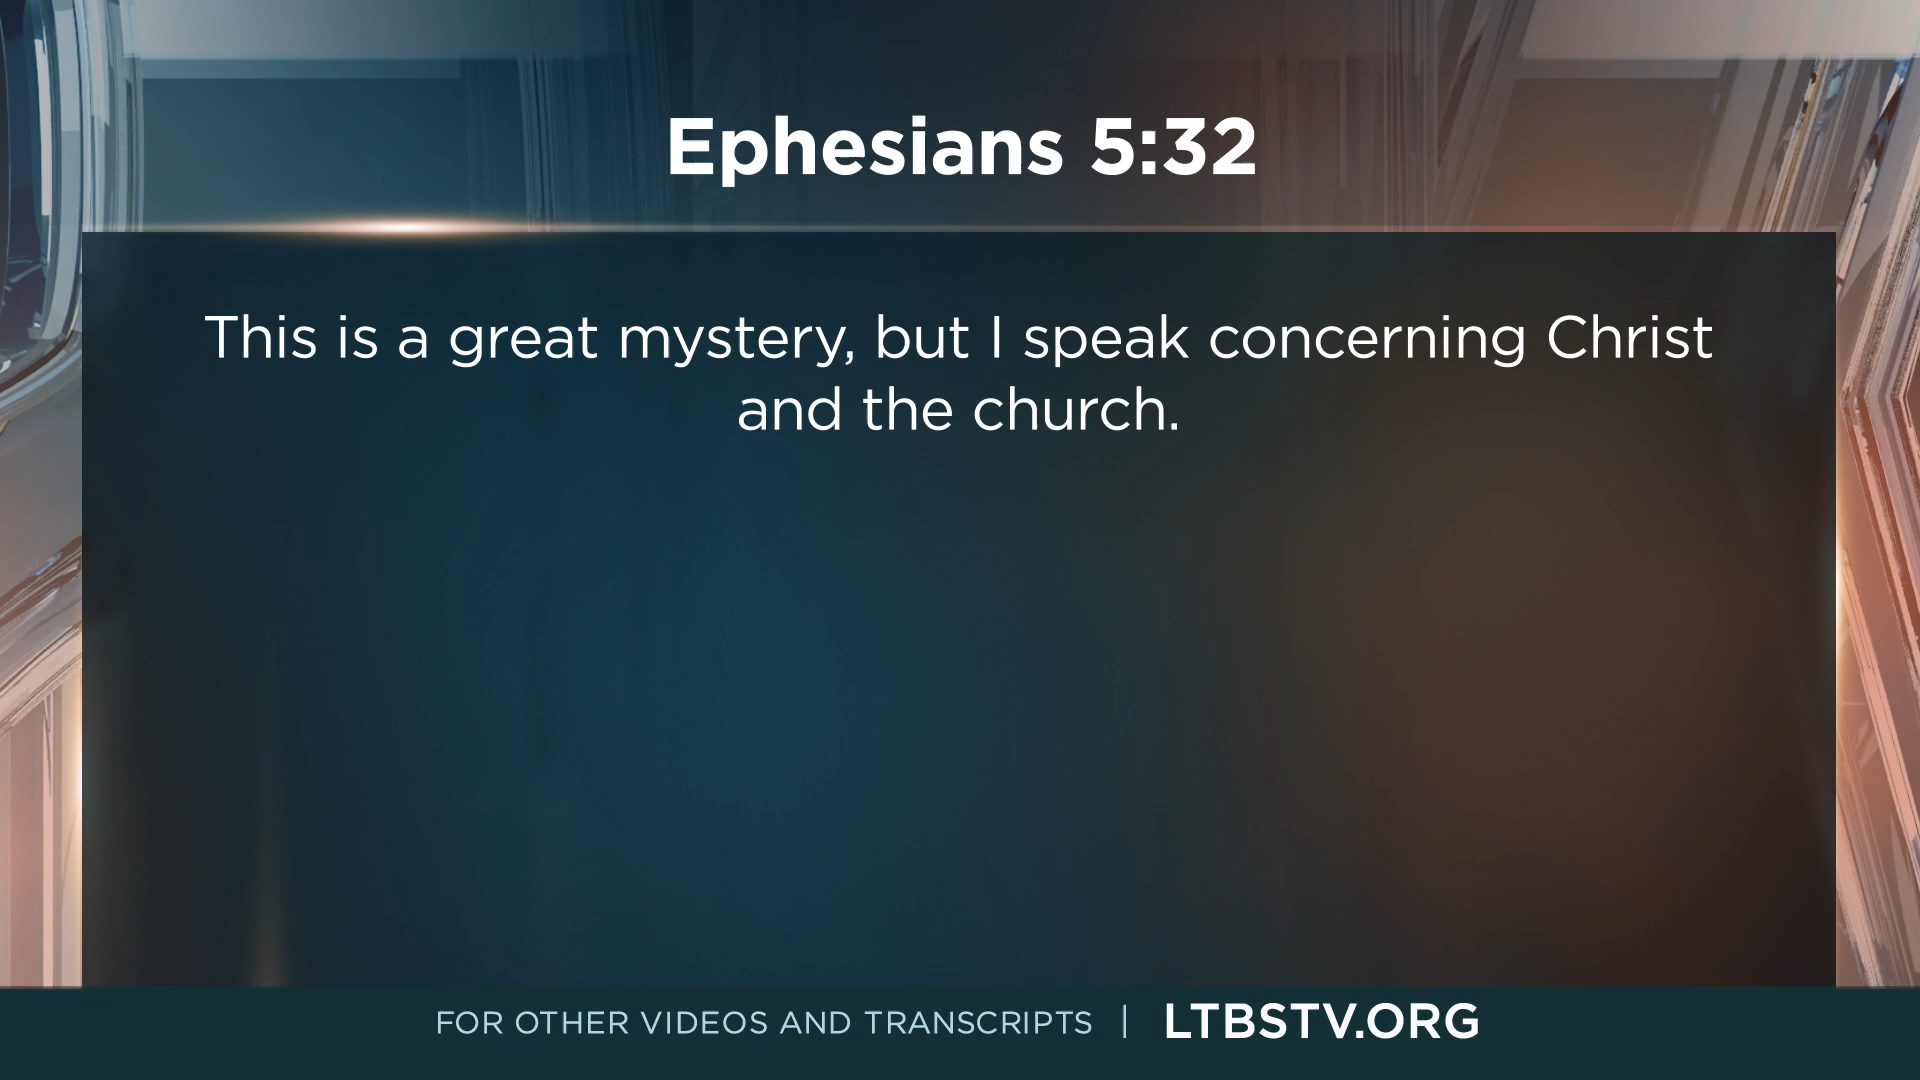 Ephesians 5:32
This is a great mystery, but I speak concerning Christ
and the church.
FOR OTHER VIDEOS AND TRANSCRIPTS | LTBSTV.ORG